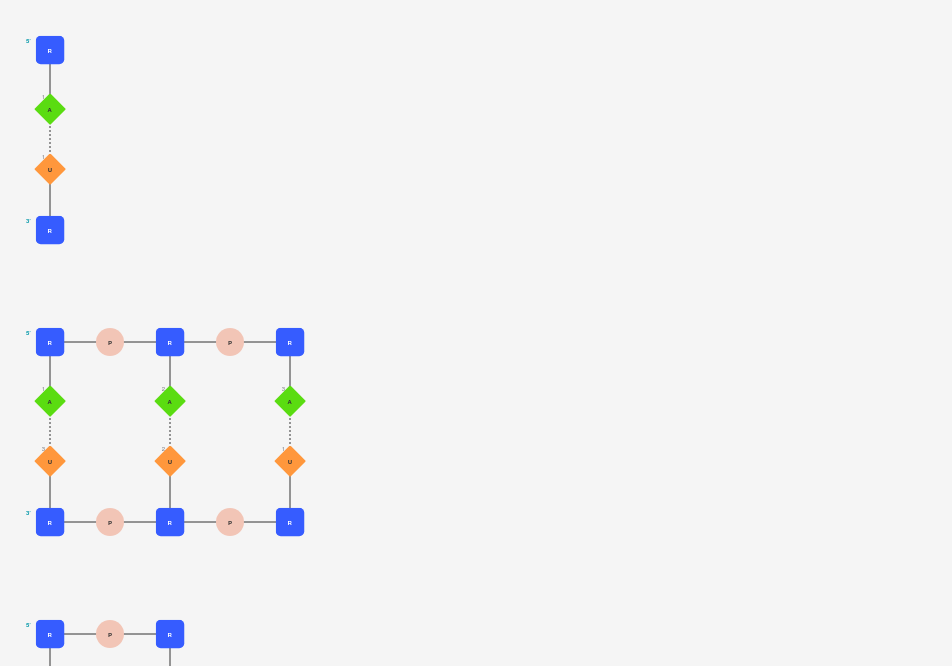 5' R
1 A
1 U
3' R
5' R P R P R
1 A 2 A 3 A
3 U 2 U 1 U
3' R P R P R
5' R P R